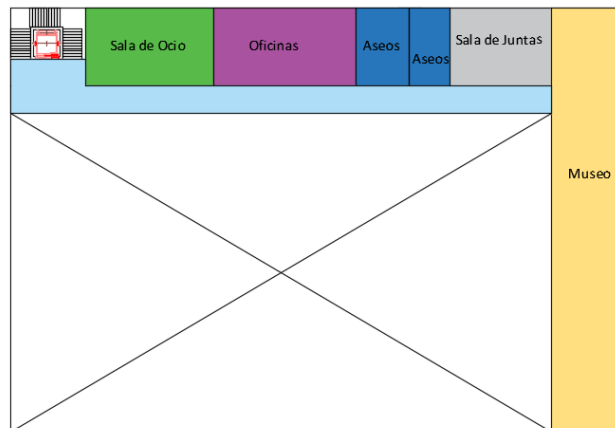 Sala de Ocio
Oficinas
Aseos
Aseos
Sala de Juntas
Museo